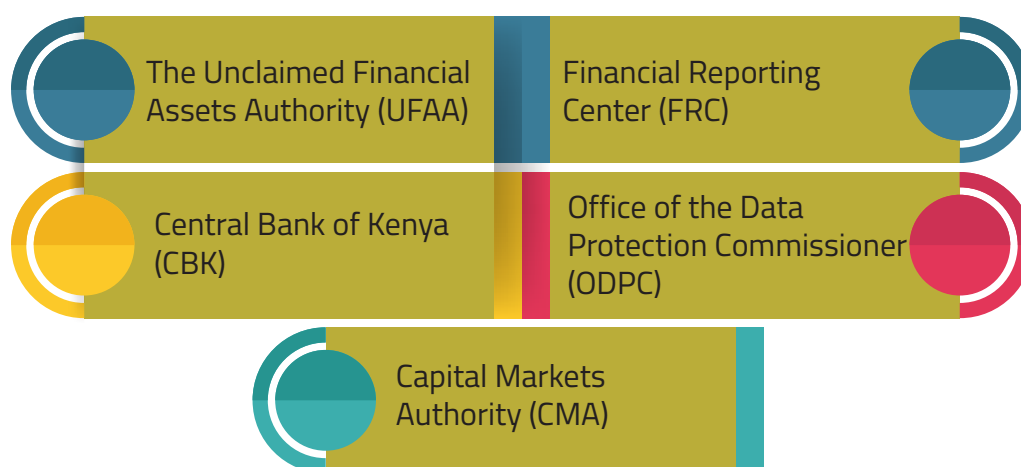 The Unclaimed Financial
Assets Authority (UFAA)
Financial Reporting
Center (FRC)
Central Bank of Kenya
(CBK)
Office of the Data
Protection Commissioner
(ODPC)
Capital Markets
Authority (CMA)